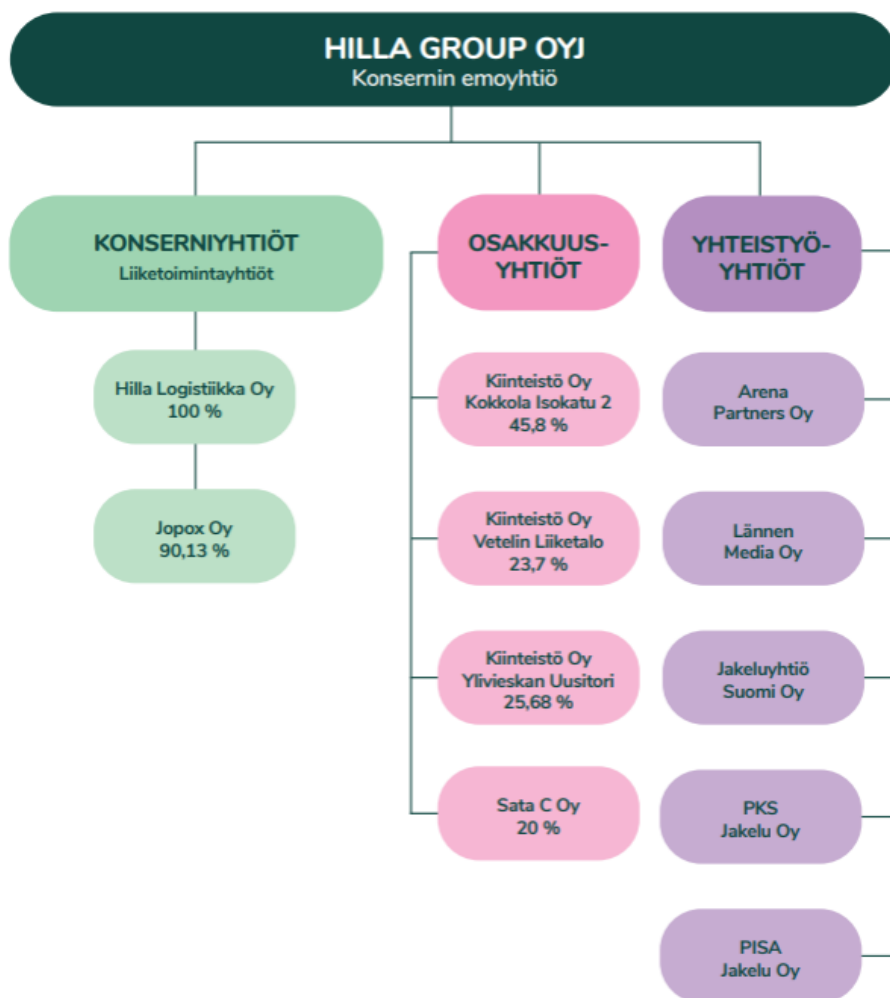 HILLA GROUP OYJ
Konsernin emoyhtiö
KONSERNIYHTIÖT
Liiketoimintayhtiöt
Hilla Logistiikka Oy
100 %
Jopox Oy
90,13 %
OSAKKUUS-
YHTIÖT
Kiinteistö Oy
Kokkola Isokatu 2
45,8 %
Kiinteistö Oy
Vetelin Liiketalo
23,7 %
Kiinteistö Oy
Ylivieskan Uusitori
25,68 %
Sata C Oy
20 %
YHTEISTYÖ-
YHTIÖT
Arena
Partners Oy
Lännen
Media Oy
Jakeluyhtiö
Suomi Oy
PKS
Jakelu Oy
PISA
Jakelu Oy